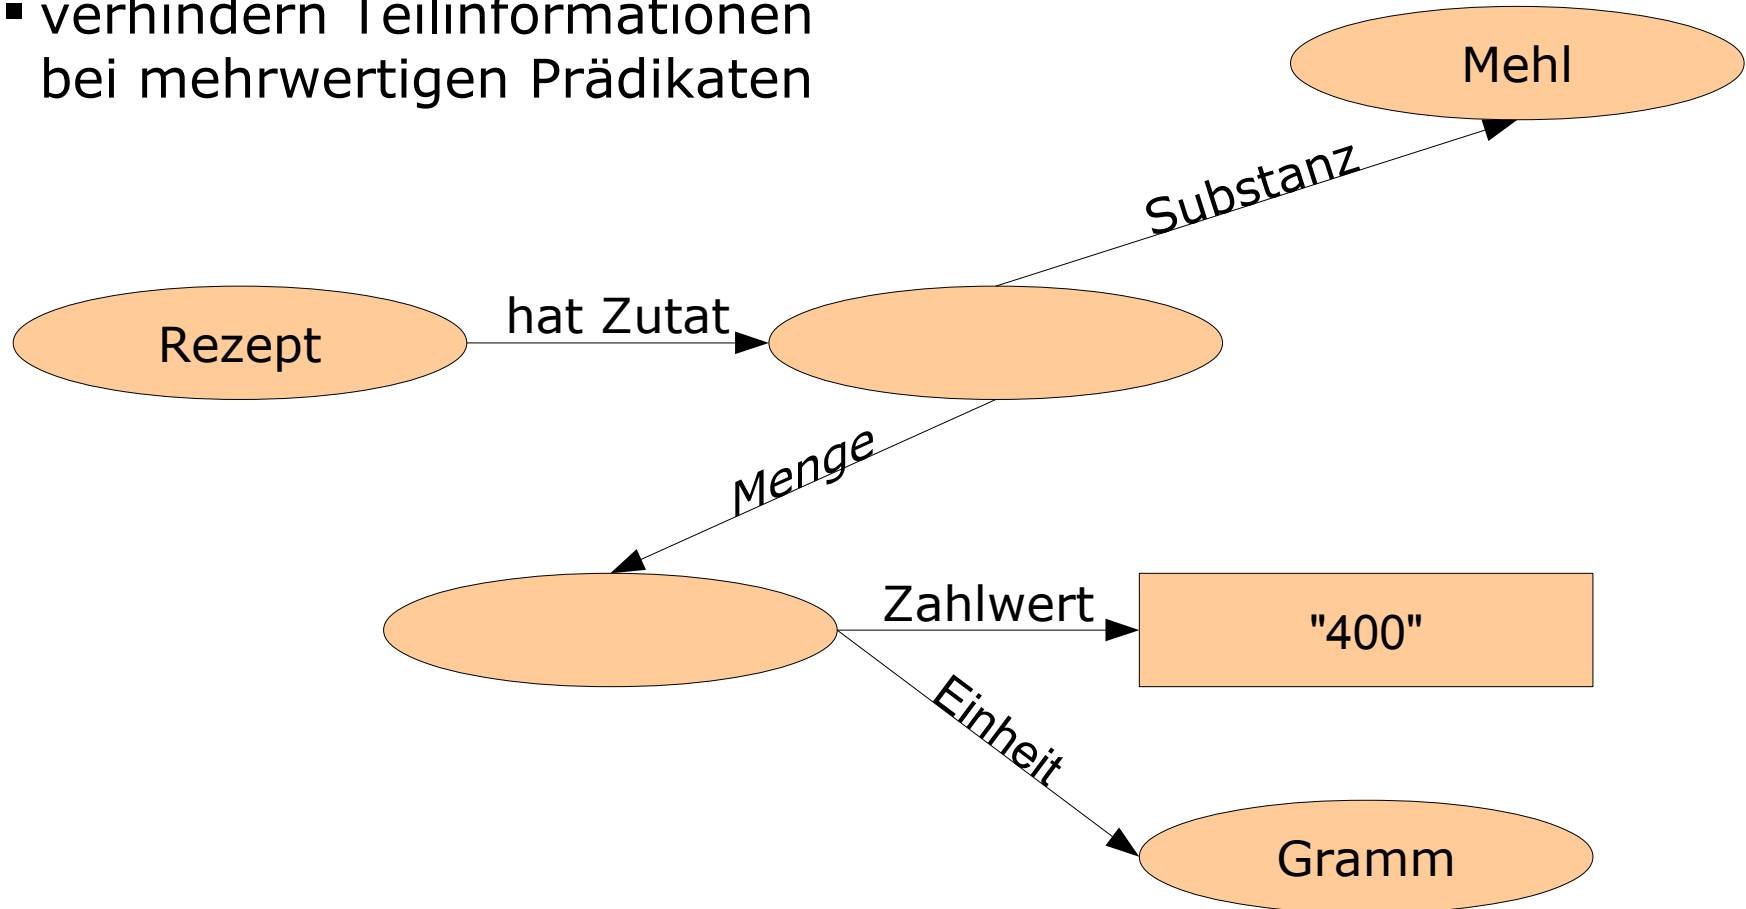 ▪ verhindern Teilinformationen
bei mehrwertigen Prädikaten
Mehl
Substanz
hat Zutat
Rezept
Menge
Zahlwert
"400"
Einheit
Gramm